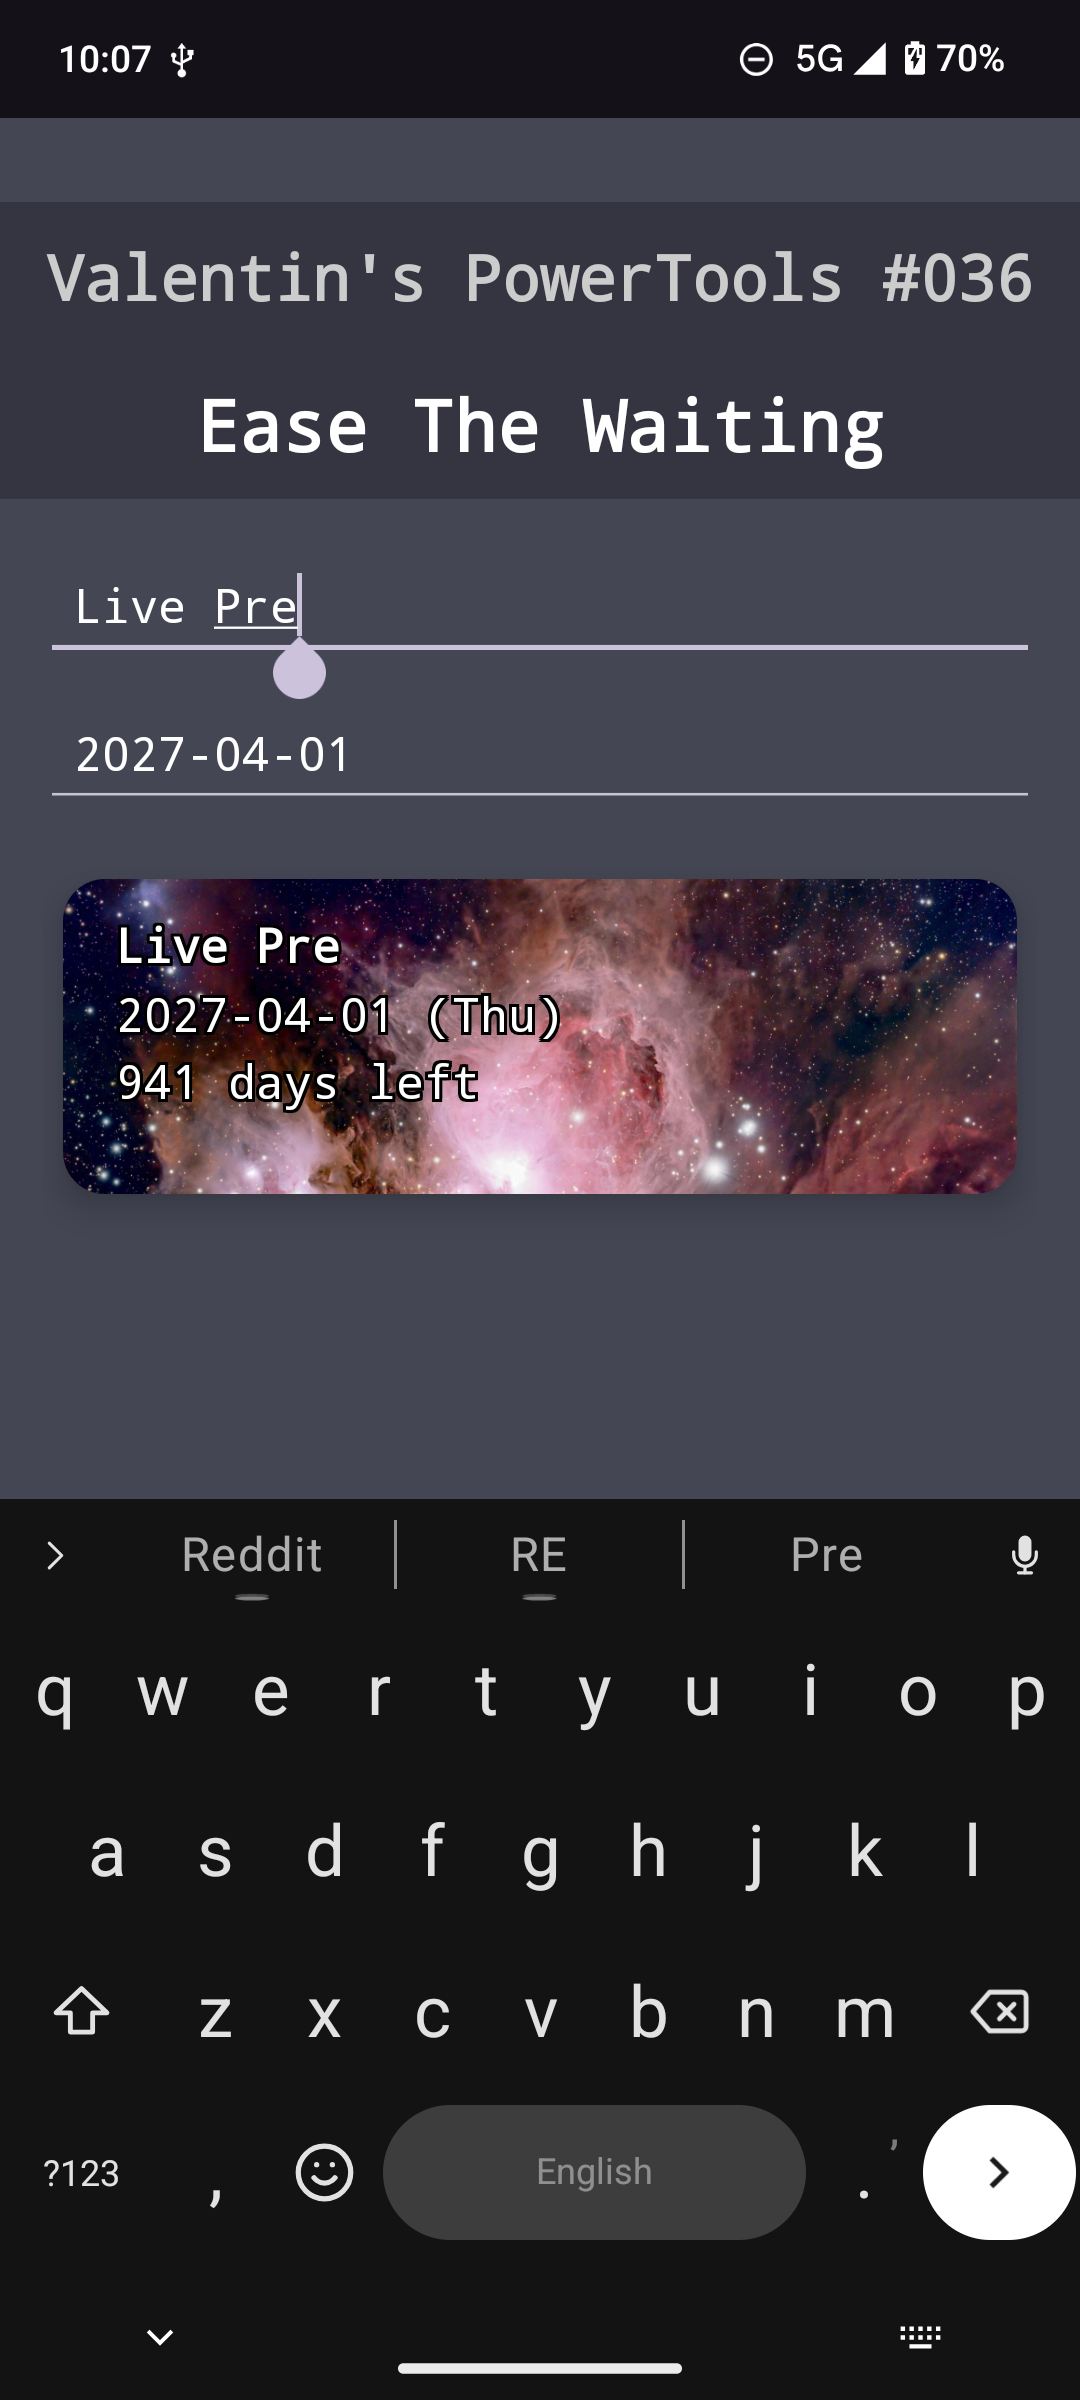 10:07 5G 70%
Valentin's PowerTools #036
Ease The Waiting
Live Pre
2027-04-01
Live Pre
2027-04-01 (Thu)
941 days left
Reddit RE Pre
q w e r t y u i o p
a s d f g h j k l
z x c v b n m
?123 , English . ’